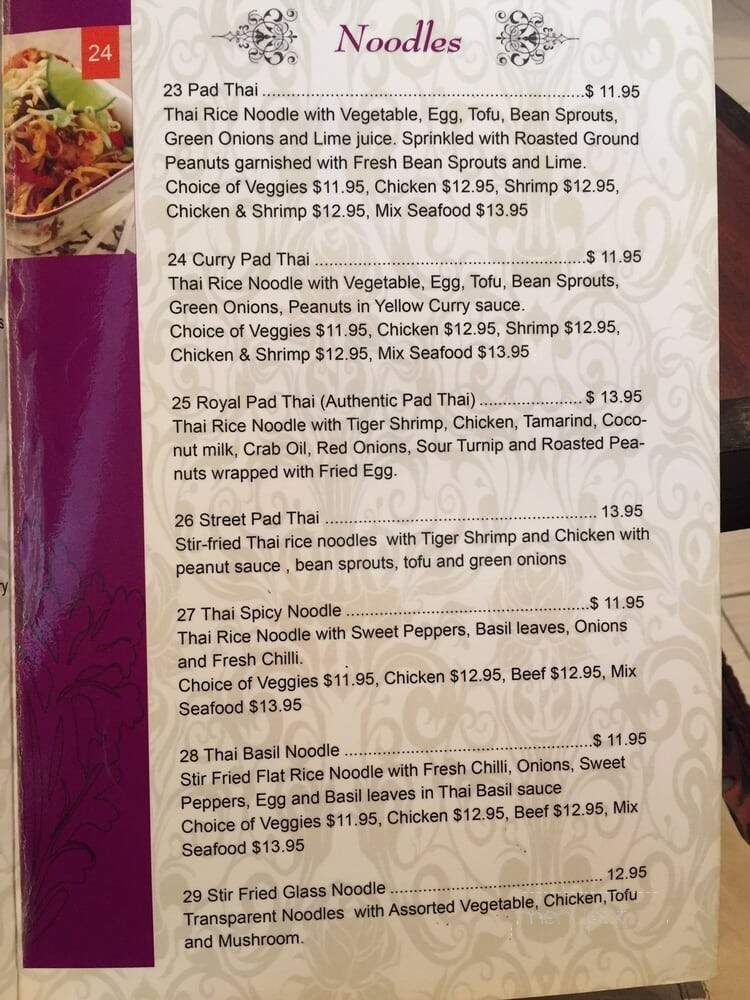 24
Noodles
23 Pad Thai ....................................................................$ 11.95
Thai Rice Noodle with Vegetable, Egg, Tofu, Bean Sprouts,
Green Onions and Lime juice. Sprinkled with Roasted Ground
Peanuts garnished with Fresh Bean Sprouts and Lime.
Choice of Veggies $11.95, Chicken $12.95, Shrimp $12.95,
Chicken & Shrimp $12.95, Mix Seafood $13.95
24 Curry Pad Thai .........................................................$ 11.95
Thai Rice Noodle with Vegetable, Egg, Tofu, Bean Sprouts,
Green Onions, Peanuts in Yellow Curry sauce.
Choice of Veggies $11.95, Chicken $12.95, Shrimp $12.95,
Chicken & Shrimp $12.95, Mix Seafood $13.95
25 Royal Pad Thai (Authentic Pad Thai) ...................... $ 13.95
Thai Rice Noodle with Tiger Shrimp, Chicken, Tamarind, Coco-
nut milk, Crab Oil, Red Onions, Sour Turnip and Roasted Pea-
nuts wrapped with Fried Egg.
26 Street Pad Thai .......................................................... 13.95
Stir-fried Thai rice noodles with Tiger Shrimp and Chicken with
peanut sauce , bean sprouts, tofu and green onions
27 Thai Spicy Noodle ....................................................$ 11.95
Thai Rice Noodle with Sweet Peppers, Basil leaves, Onions
and Fresh Chilli.
Choice of Veggies $11.95, Chicken $12.95, Beef $12.95, Mix
Seafood $13.95
28 Thai Basil Noodle .....................................................$ 11.95
Stir Fried Flat Rice Noodle with Fresh Chilli, Onions, Sweet
Peppers, Egg and Basil leaves in Thai Basil sauce
Choice of Veggies $11.95, Chicken $12.95, Beef $12.95, Mix
Seafood $13.95
29 Stir Fried Glass Noodle ............................................. 12.95
Transparent Noodles with Assorted Vegetable, Chicken,Tofu
and Mushroom.